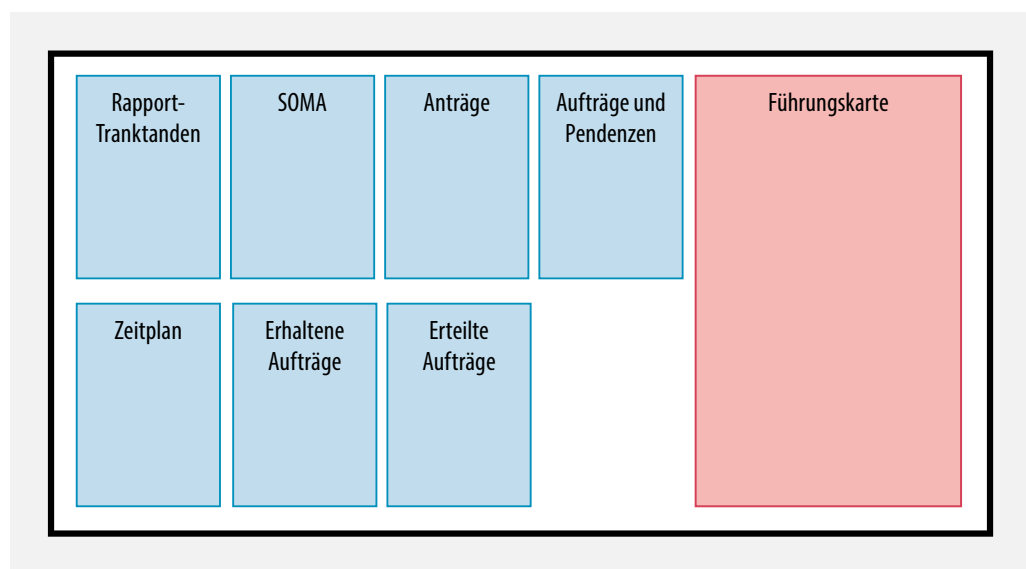 Rapport-
Tranktanden
SOMA
Anträge
Aufträge und
Pendenzen
Führungskarte
Zeitplan
Erhaltene
Aufträge
Erteilte
Aufträge